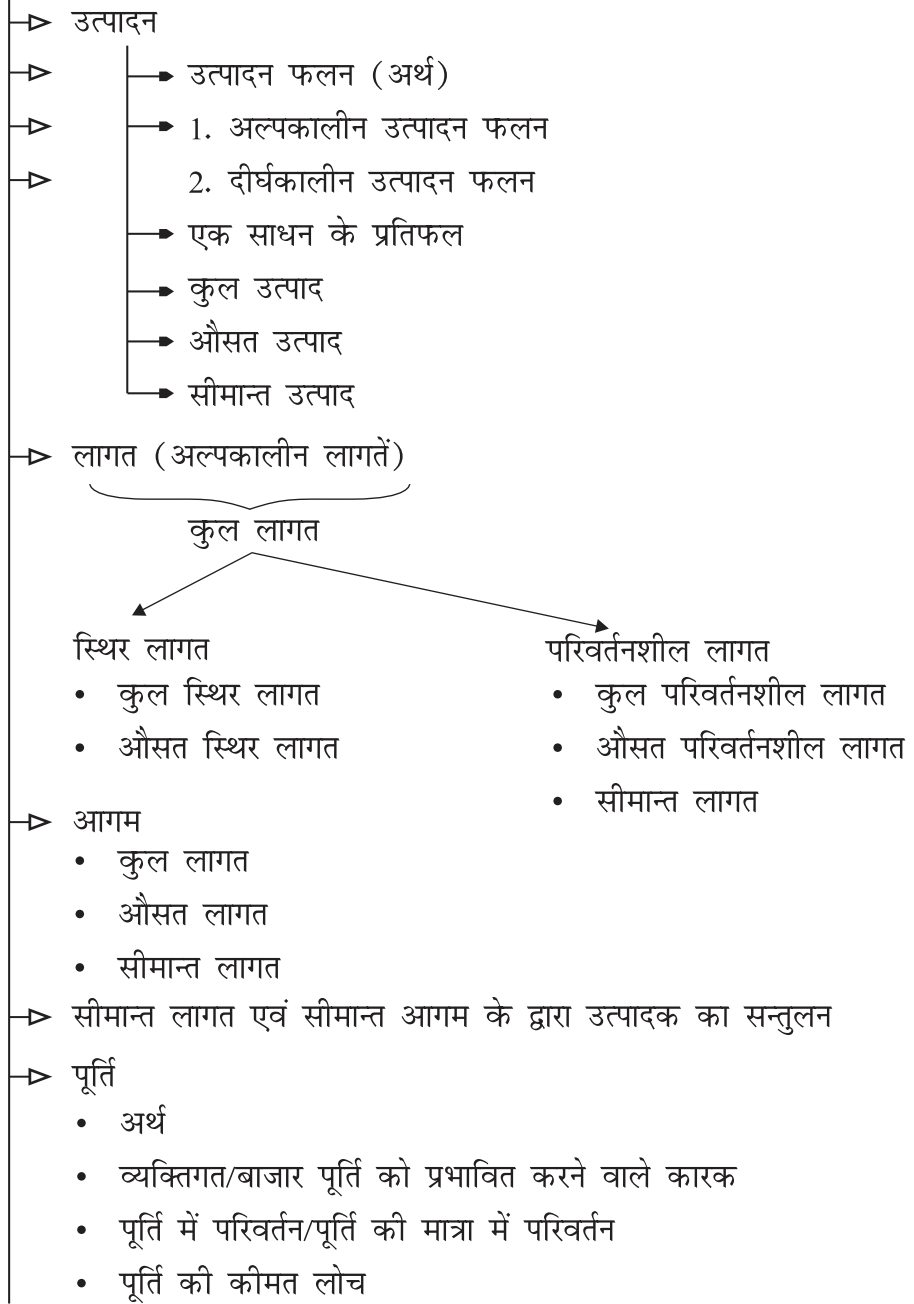 उत्पादन
उत्पादन फलन (अर्थ)
1. अल्पकालीन उत्पादन फलन
2. दीर्घकालीन उत्पादन फलन
एक साधन के प्रतिफल
कुल उत्पाद
औसत उत्पाद
सीमान्त उत्पाद
लागत (अल्पकालीन लागतें)
कुल लागत
स्थिर लागत
• कुल स्थिर लागत
• औसत स्थिर लागत
परिवर्तनशील लागत
• कुल परिवर्तनशील लागत
• औसत परिवर्तनशील लागत
• सीमान्त लागत
आगम
• कुल लागत
• औसत लागत
• सीमान्त लागत
सीमान्त लागत एवं सीमान्त आगम के द्वारा उत्पादक का सन्तुलन
पूर्ति
• अर्थ
• व्यक्तिगत/बाजार पूर्ति को प्रभावित करने वाले कारक
• पूर्ति में परिवर्तन/पूर्ति की मात्रा में परिवर्तन
• पूर्ति की कीमत लोच